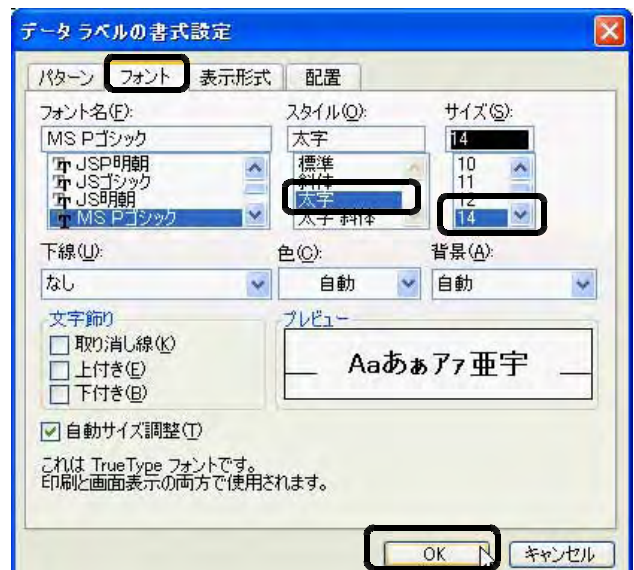 データ ラベルの書式設定
パターン フォント 表示形式 配置
フォント名(F): スタイル(O): サイズ(S):
MS Pゴシック 太字 14
JSP明朝 標準 10
JSゴシック 斜体 11
JS明朝 太字 12
MS Pゴシック 太字 斜体 14
下線(U): 色(C): 背景(A):
なし 自動 自動
文字飾り プレビュー
取り消し線(K)
上付き(E)
下付き(B)
Aaあぁアァ亜宇
自動サイズ調整(T)
これは TrueType フォントです。
印刷と画面表示の両方で使用されます。
OK キャンセル